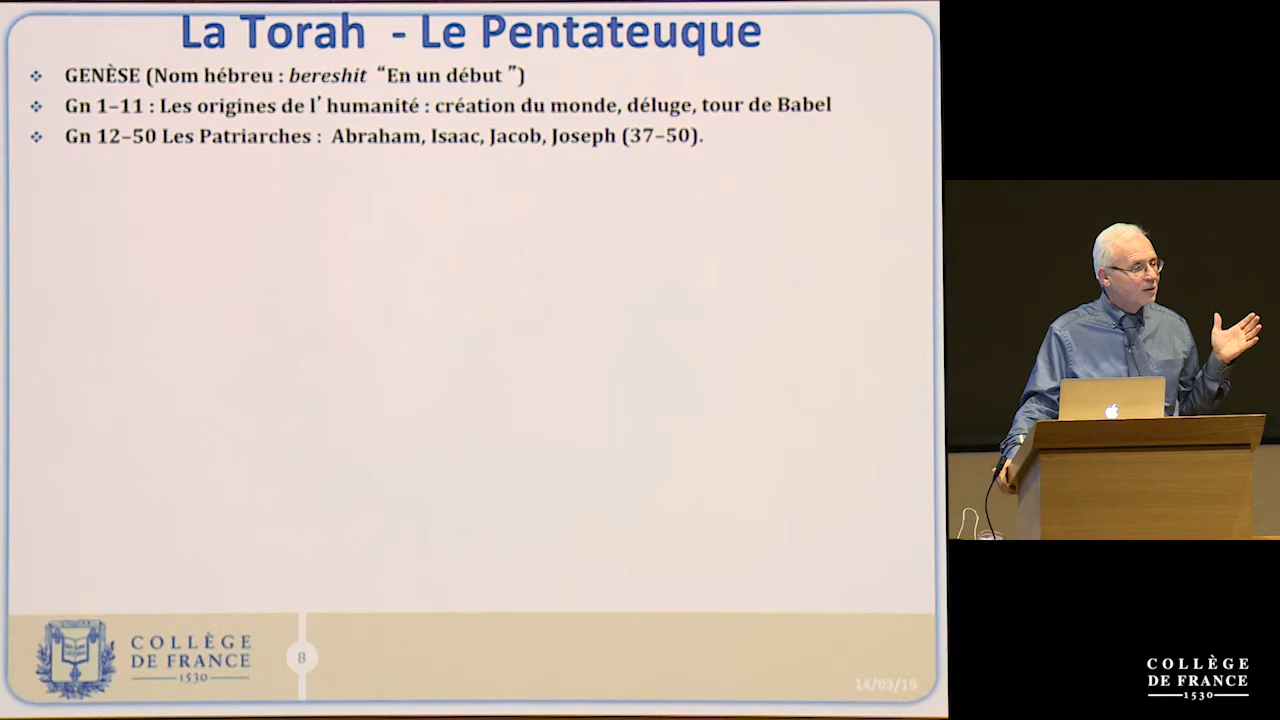 La Torah - Le Pentateuque
❖ GENÈSE (Nom hébreu : bereshit “En un début ”)
❖ Gn 1–11 : Les origines de l’ humanité : création du monde, déluge, tour de Babel
❖ Gn 12–50 Les Patriarches : Abraham, Isaac, Jacob, Joseph (37–50).
COLLÈGE
DE FRANCE
1530
8
14/03/19
COLLÈGE
DE FRANCE
1530